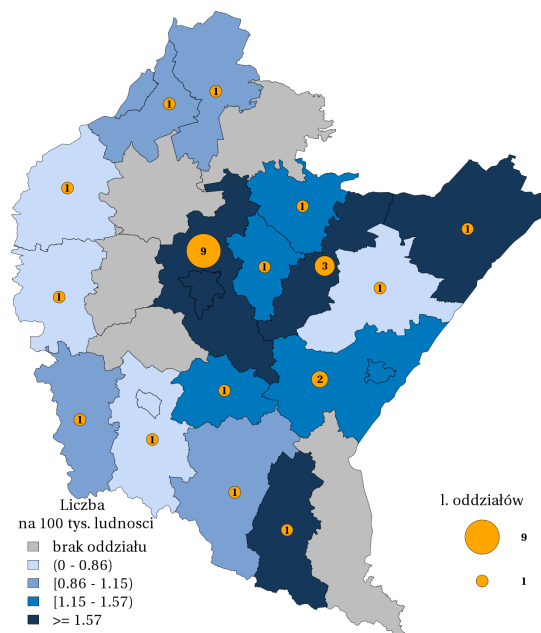 1
1
1
1
9
1
1
3
1
1
1
2
1
1
1
1
1
Liczba
na 100 tys. ludnosci
brak oddziału
(0 - 0.86)
[0.86 - 1.15)
[1.15 - 1.57)
>= 1.57
l. oddziałów
9
1